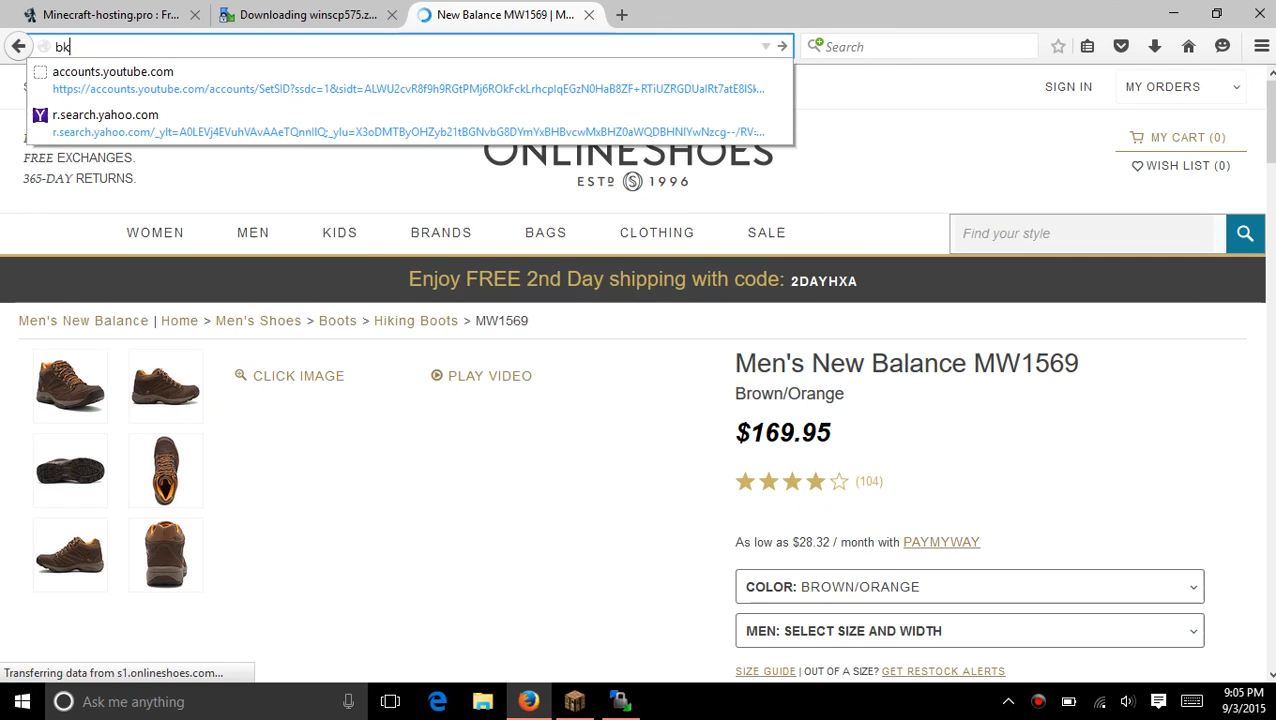 Minecraft-hosting.pro : Fr...
Downloading winscp575.z...
New Balance MW1569 | M...
bk
Search
accounts.youtube.com
r.search.yahoo.com
SIGN IN
MY ORDERS
FREE EXCHANGES.
365-DAY RETURNS.
ONLINESHOES
ESTD 1996
MY CART (0)
WISH LIST (0)
WOMEN
MEN
KIDS
BRANDS
BAGS
CLOTHING
SALE
Find your style
Enjoy FREE 2nd Day shipping with code: 2DAYHXA
Men's New Balance | Home > Men's Shoes > Boots > Hiking Boots > MW1569
CLICK IMAGE
PLAY VIDEO
Men's New Balance MW1569
Brown/Orange
$169.95
(104)
As low as $28.32 / month with PAYMYWAY
COLOR: BROWN/ORANGE
MEN: SELECT SIZE AND WIDTH
SIZE GUIDE | OUT OF A SIZE? GET RESTOCK ALERTS
Transferring data from s1.onlineshoes.com...
Ask me anything
9:05 PM
9/3/2015